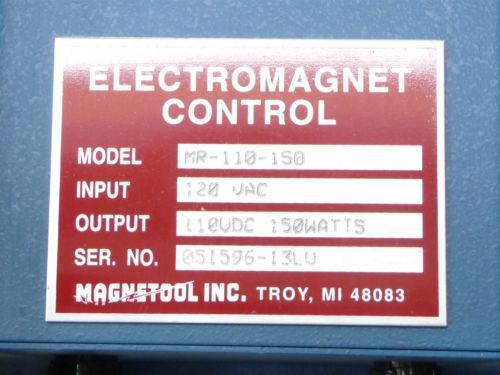 ELECTROMAGNET
CONTROL
MODEL MR-110-150
INPUT 120 VAC
OUTPUT 110VDC 150WATTS
SER. NO. 051596-13LV
MAGNETOOL INC. TROY, MI 48083